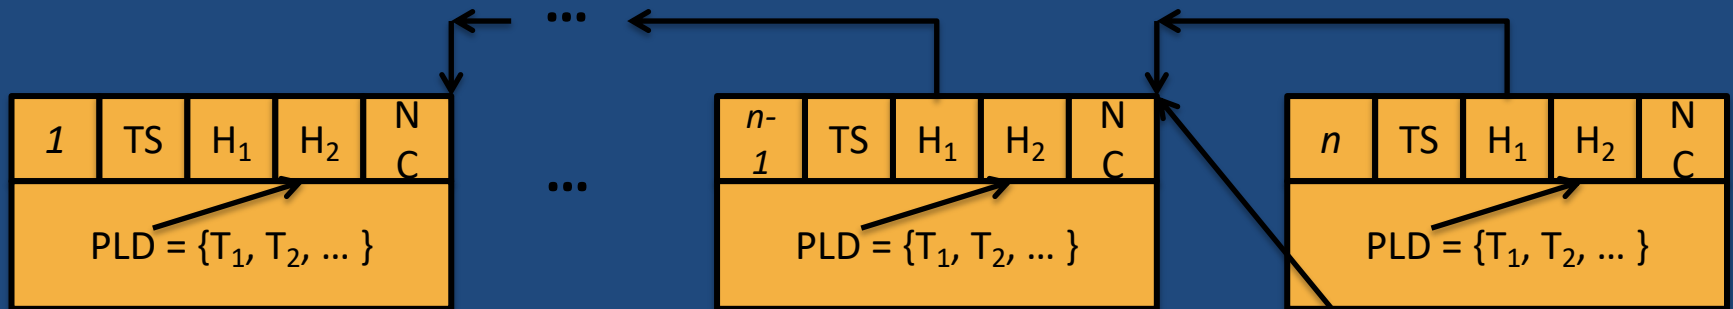 ...
1 TS H₁ H₂ N C n-1 TS H₁ H₂ N C n TS H₁ H₂ N C
...
PLD = {T₁, T₂, ... } PLD = {T₁, T₂, ... } PLD = {T₁, T₂, ... }